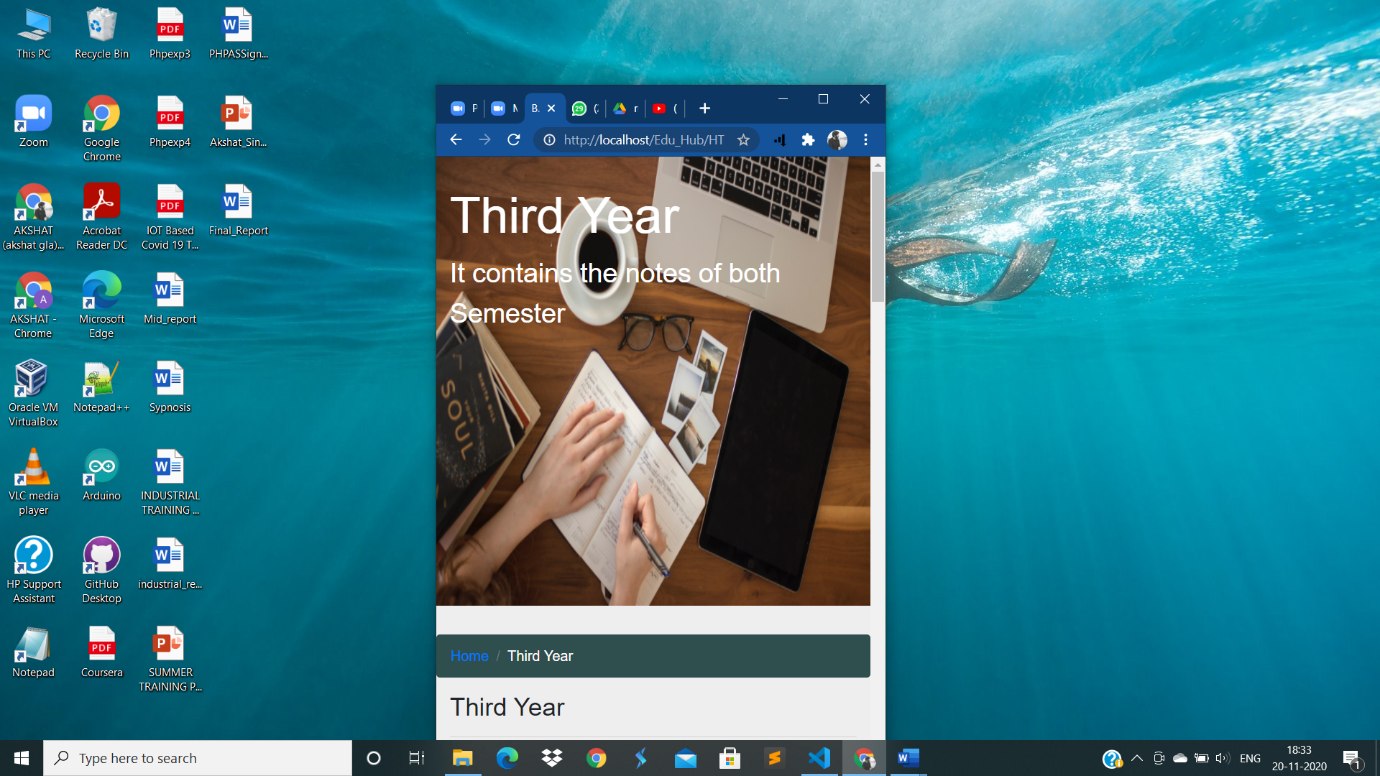 This PC
Recycle Bin
Phpexp3
PHPASSign...
Zoom
Google
Chrome
Phpexp4
Akshat_Sin...
AKSHAT
(akshat gla)...
Acrobat
Reader DC
IOT Based
Covid 19 T...
Final_Report
AKSHAT -
Chrome
Microsoft
Edge
Mid_report
Oracle VM
VirtualBox
Notepad++
Sypnosis
VLC media
player
Arduino
INDUSTRIAL
TRAINING ...
HP Support
Assistant
GitHub
Desktop
industrial_re...
Notepad
Coursera
SUMMER
TRAINING P...
http://localhost/Edu_Hub/HT
Third Year
It contains the notes of both
Semester
SOUL
Home / Third Year
Third Year
Type here to search
ENG
18:33
20-11-2020